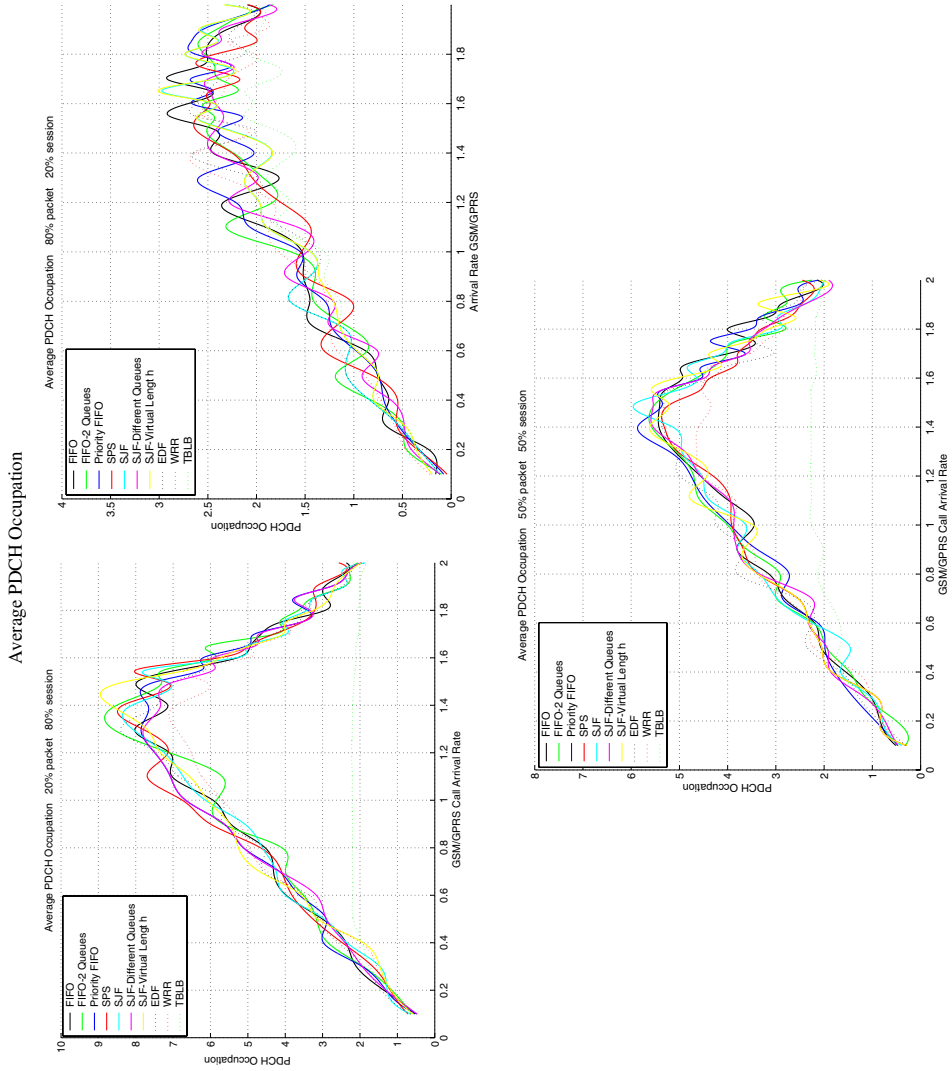 Average PDCH Occupation
Average PDCH Occupation 20% packet 80% session
10
9
8
7
6
5
4
3
2
1
PDCH Occupation
FIFO
FIFO-2 Queues
Priority FIFO
SPS
SJF
SJF-Different Queues
SJF-Virtual Lengt h
EDF
WRR
TBLB
0
0.2
0.4
0.6
0.8
1
1.2
1.4
1.6
1.8
2
GSM/GPRS Call Arrival Rate
Average PDCH Occupation 80% packet 20% session
4
3.5
3
2.5
2
1.5
1
0.5
0
PDCH Occupation
FIFO
FIFO-2 Queues
Priority FIFO
SPS
SJF
SJF-Different Queues
SJF-Virtual Lengt h
EDF
WRR
TBLB
0
0.2
0.4
0.6
0.8
1
1.2
1.4
1.6
1.8
Arrival Rate GSM/GPRS
Average PDCH Occupation 50% packet 50% session
8
7
6
5
4
3
2
1
0
PDCH Occupation
FIFO
FIFO-2 Queues
Priority FIFO
SPS
SJF
SJF-Different Queues
SJF-Virtual Lengt h
EDF
WRR
TBLB
0
0.2
0.4
0.6
0.8
1
1.2
1.4
1.6
1.8
2
GSM/GPRS Call Arrival Rate